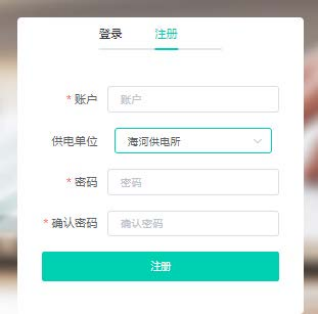 登录 注册
* 账户 账户
供电单位 海河供电所
* 密码 密码
* 确认密码 确认密码
注册